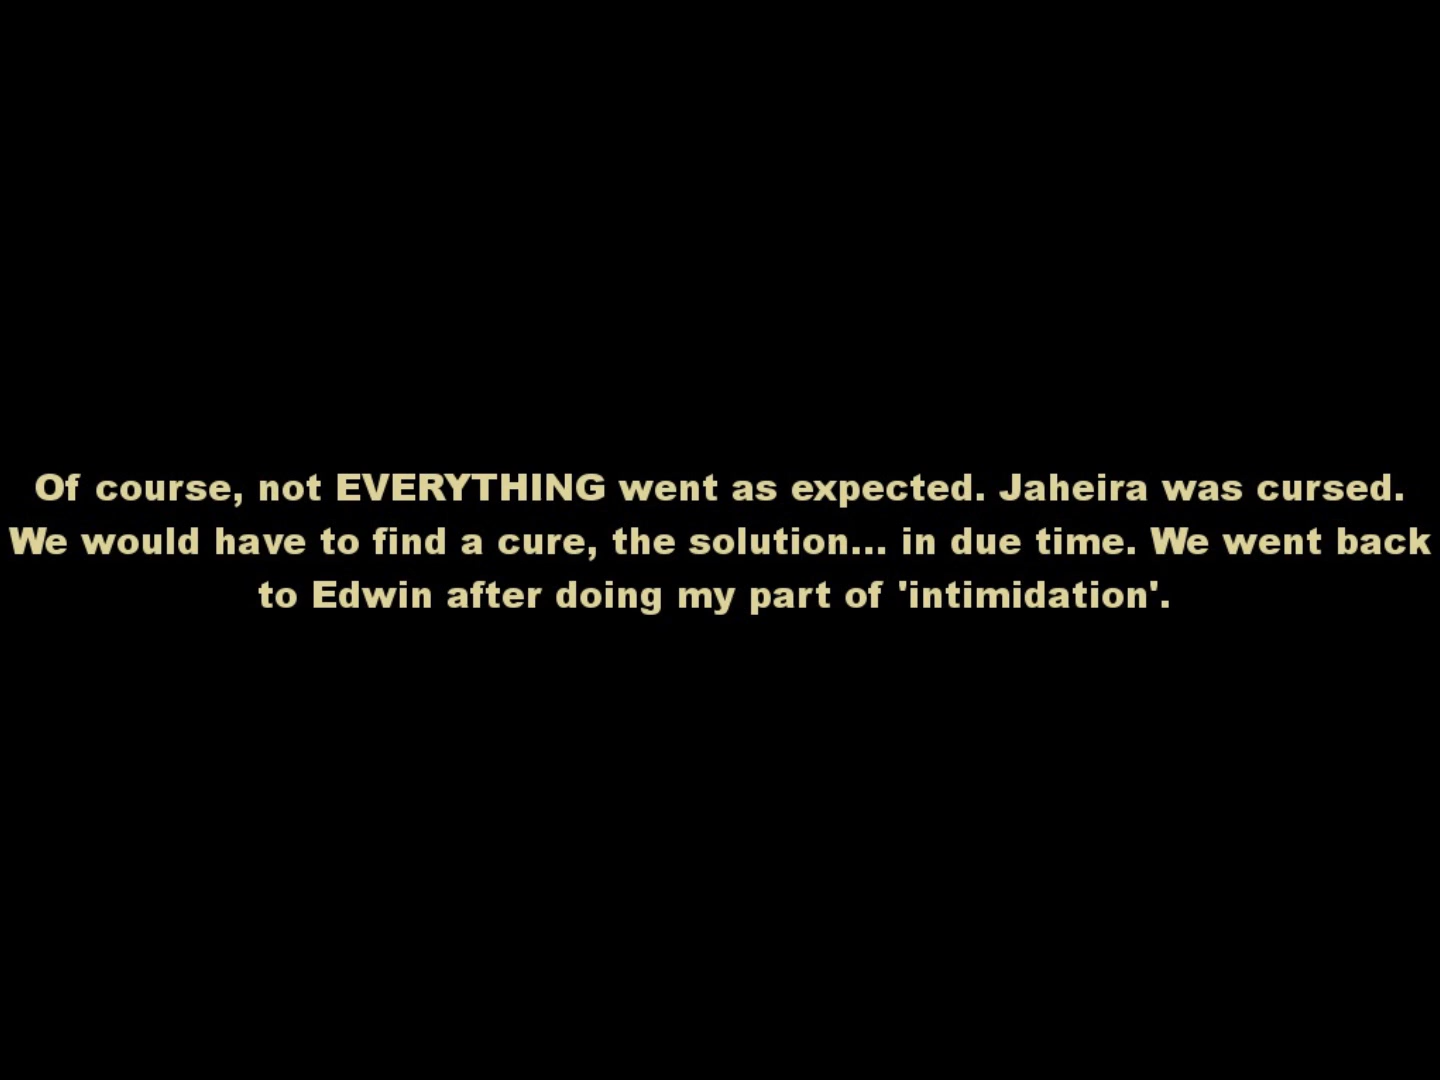 Of course, not EVERYTHING went as expected. Jaheira was cursed.
We would have to find a cure, the solution... in due time. We went back
to Edwin after doing my part of 'intimidation'.